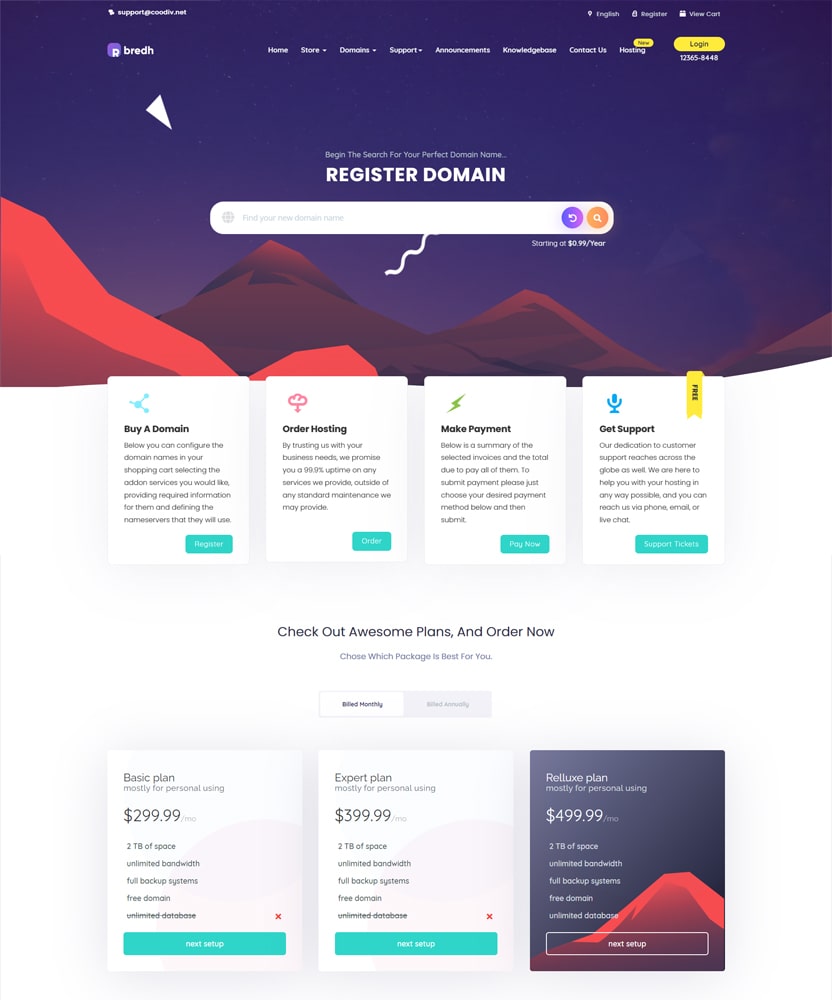 support@coodiv.net
English
Register
View Cart
bredh
Home
Store
Domains
Support
Announcements
Knowledgebase
Contact Us
Hosting
New
Login
12365-8448
Begin The Search For Your Perfect Domain Name...
REGISTER DOMAIN
Find your new domain name
Starting at $0.99/Year
Buy A Domain
Below you can configure the
domain names in your
shopping cart selecting the
addon services you would like,
providing required information
for them and defining the
nameservers that they will use.
Register
Order Hosting
By trusting us with your
business needs, we promise
you a 99.9% uptime on any
services we provide, outside of
any standard maintenance we
may provide.
Order
Make Payment
Below is a summary of the
selected invoices and the total
due to pay all of them. To
submit payment please just
choose your desired payment
method below and then
submit.
Pay Now
FREE
Get Support
Our dedication to customer
support reaches across the
globe as well. We are here to
help you with your hosting in
any way possible, and you can
reach us via phone, email, or
live chat.
Support Tickets
Check Out Awesome Plans, And Order Now
Chose Which Package Is Best For You.
Billed Monthly
Billed Annually
Basic plan
mostly for personal using
$299.99/mo
2 TB of space
unlimited bandwidth
full backup systems
free domain
unlimited database
next setup
Expert plan
mostly for personal using
$399.99/mo
2 TB of space
unlimited bandwidth
full backup systems
free domain
unlimited database
next setup
Relluxe plan
mostly for personal using
$499.99/mo
2 TB of space
unlimited bandwidth
full backup systems
free domain
unlimited database
next setup